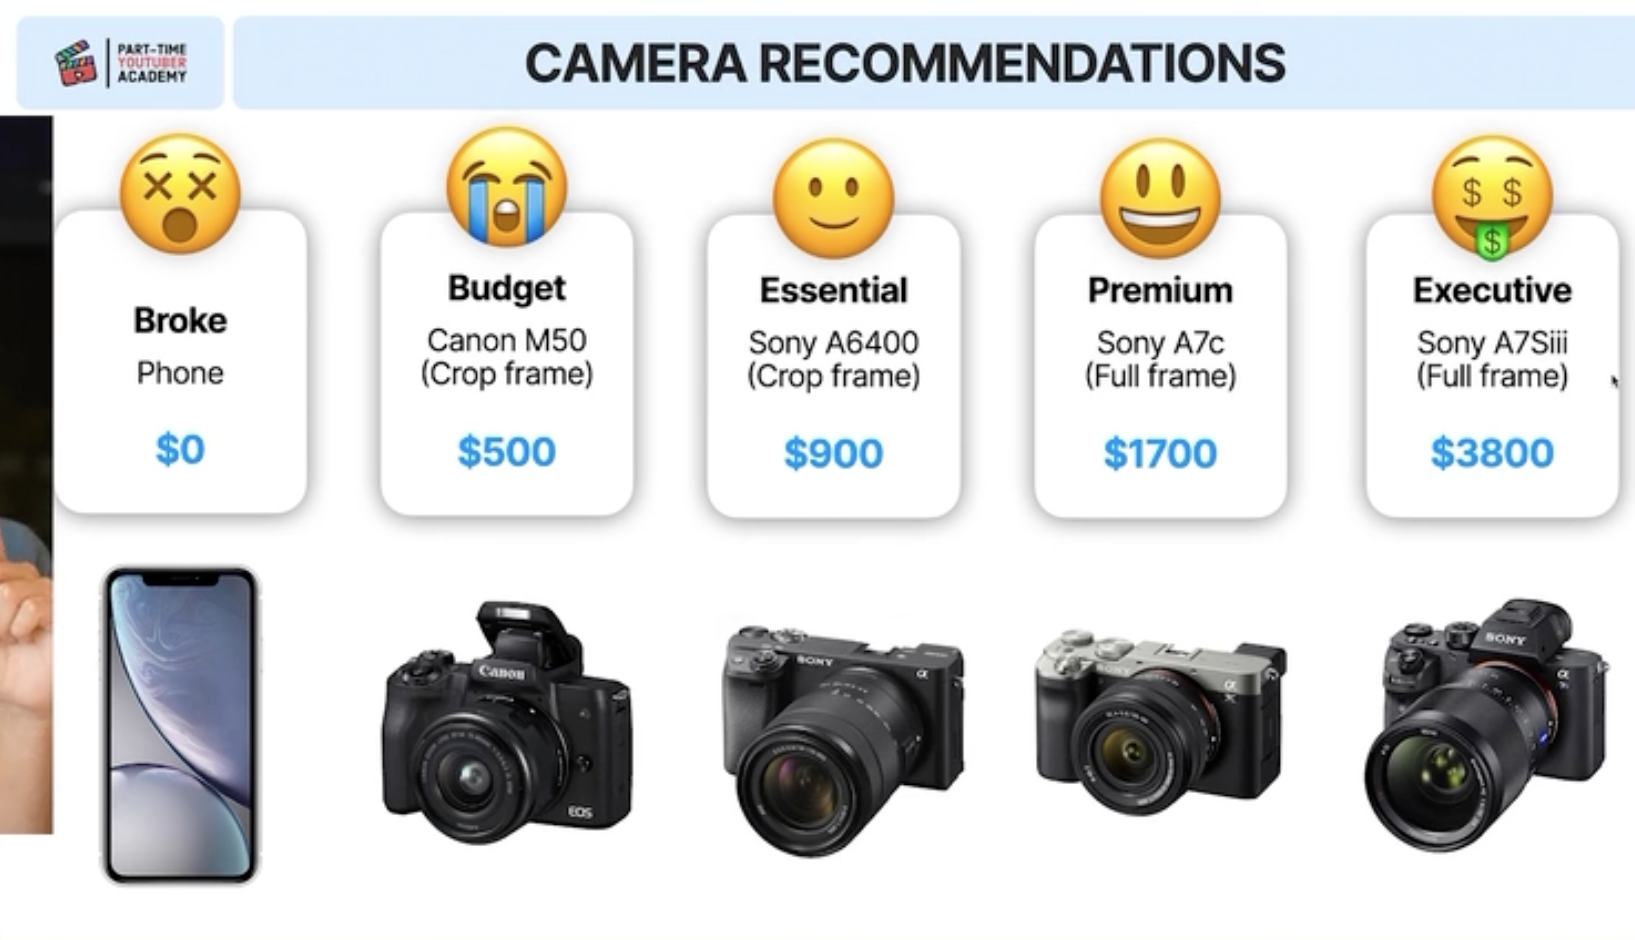 PART-TIME
YOUTUBER
ACADEMY
CAMERA RECOMMENDATIONS
Broke
Phone
$0
Budget
Canon M50
(Crop frame)
$500
Essential
Sony A6400
(Crop frame)
$900
Premium
Sony A7c
(Full frame)
$1700
$ $
$
Executive
Sony A7Siii
(Full frame)
$3800
Canon
EOS
SONY
α
SONY
α
SONY
α